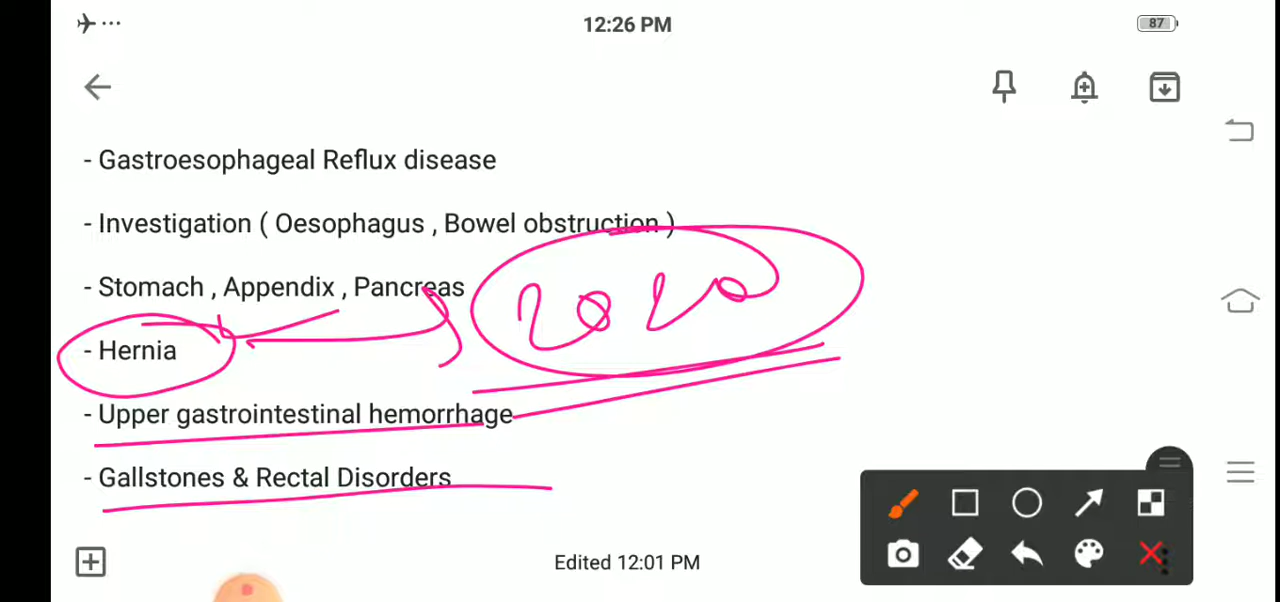 12:26 PM
87
- Gastroesophageal Reflux disease
- Investigation ( Oesophagus , Bowel obstruction )
- Stomach , Appendix , Pancreas
2020
- Hernia
- Upper gastrointestinal hemorrhage
- Gallstones & Rectal Disorders
Edited 12:01 PM